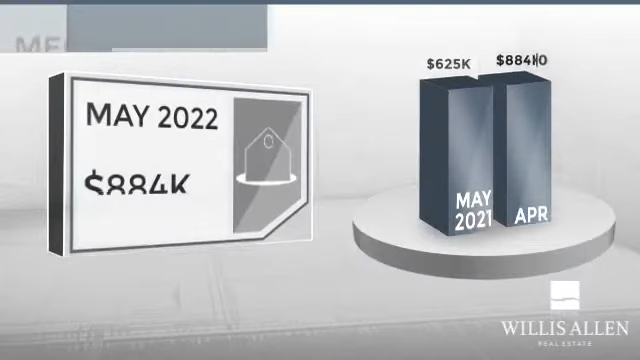 MAY 2022
$884K
$625K
MAY
2021
APR
WILLIS ALLEN
REAL ESTATE